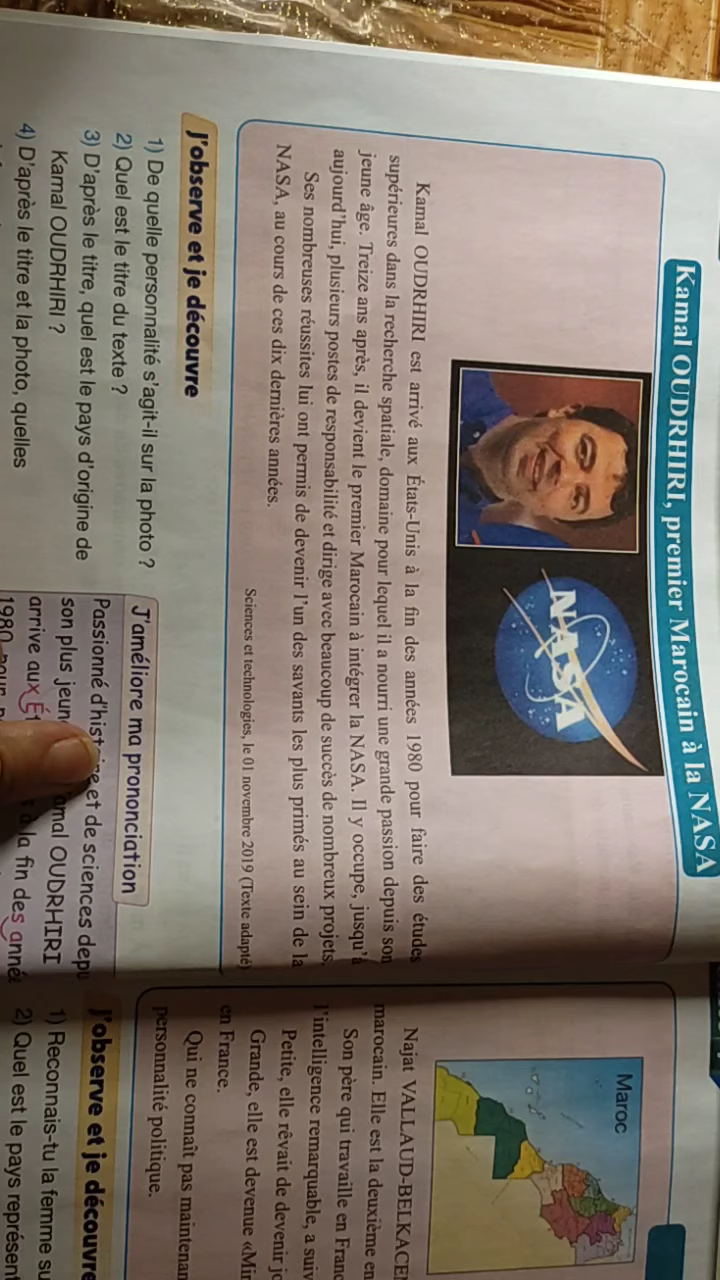 Kamal OUDRHIRI, premier Marocain à la NASA
NASA
Kamal OUDRHIRI est arrivé aux États-Unis à la fin des années 1980 pour faire des études
supérieures dans la recherche spatiale, domaine pour lequel il a nourri une grande passion depuis son
jeune âge. Treize ans après, il devient le premier Marocain à intégrer la NASA. Il y occupe, jusqu'à
aujourd'hui, plusieurs postes de responsabilité et dirige avec beaucoup de succès de nombreux projets.
Ses nombreuses réussites lui ont permis de devenir l'un des savants les plus primés au sein de la
NASA, au cours de ces dix dernières années.
Sciences et technologies, le 01 novembre 2019 (Texte adapté)
J'observe et je découvre
1) De quelle personnalité s'agit-il sur la photo ?
2) Quel est le titre du texte ?
3) D'après le titre, quel est le pays d'origine de
Kamal OUDRHIRI ?
4) D'après le titre et la photo, quelles
J'améliore ma prononciation
Passionné d'histoire et de sciences depu
son plus jeun amal OUDRHIRI
arrive aux É à la fin des anné
1980
Maroc
Najat VALLAUD-BELKACEM
marocain. Elle est la deuxième en
Son père qui travaille en Franc
l'intelligence remarquable, a suiv
Petite, elle rêvait de devenir jo
Grande, elle est devenue «Min
en France.
Qui ne connaît pas maintenan
personnalité politique.
J'observe et je découvre
1) Reconnais-tu la femme su
2) Quel est le pays représent